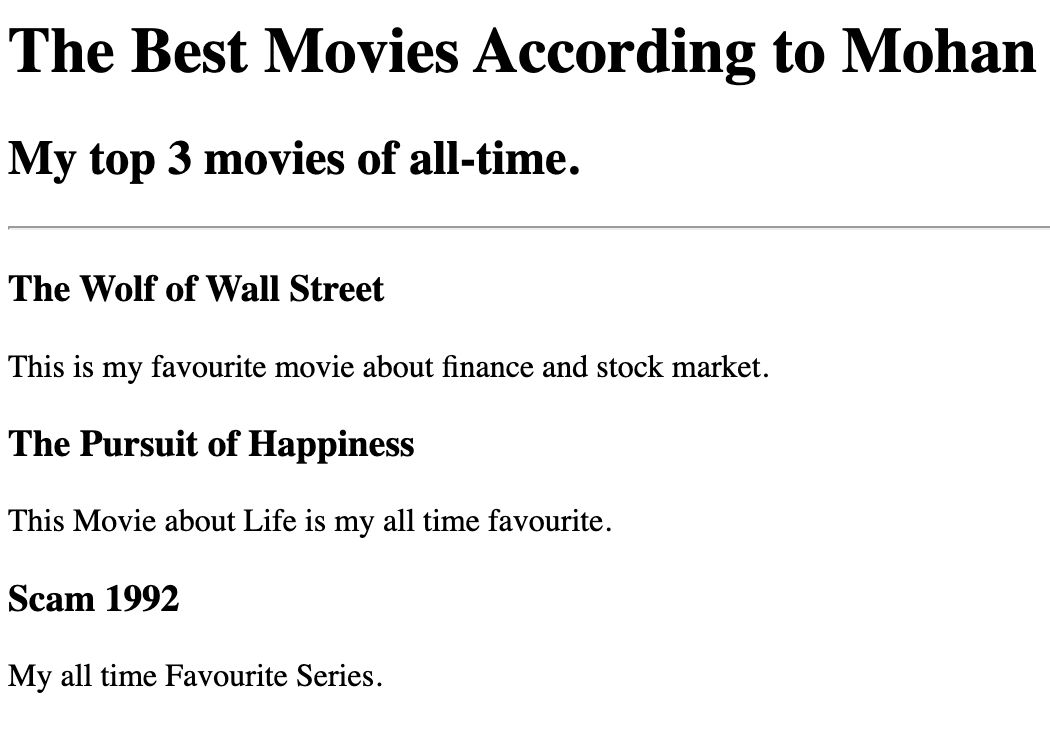 The Best Movies According to Mohan
My top 3 movies of all-time.
The Wolf of Wall Street
This is my favourite movie about finance and stock market.
The Pursuit of Happiness
This Movie about Life is my all time favourite.
Scam 1992
My all time Favourite Series.